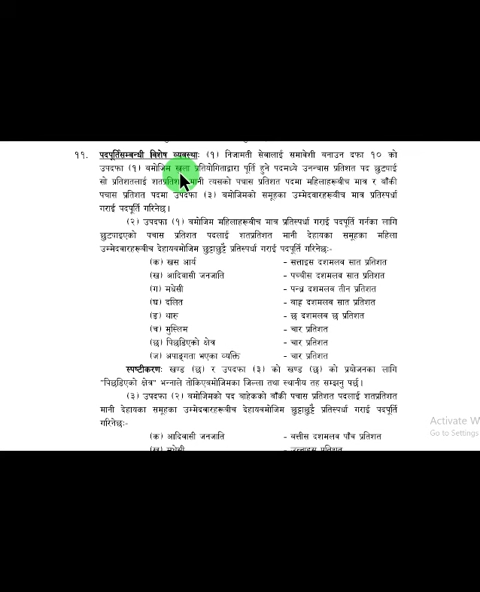 ११. पदपूर्तिसम्बन्धी विशेष व्यवस्थाः (१) निजामती सेवालाई समावेशी बनाउन दफा १० को
उपदफा (१) बमोजिम खुला प्रतियोगिताद्वारा पूर्ति हुने पदमध्ये उनन्चास प्रतिशत पद छुट्याई
सो प्रतिशतलाई शतप्रतिशत मानी त्यसको पचास प्रतिशत पदमा महिलाहरूबीच मात्र र बाँकी
पचास प्रतिशत पदमा उपदफा (३) बमोजिमको समूहका उम्मेदवारहरूबीच मात्र प्रतिस्पर्धा
गराई पदपूर्ति गरिनेछ।
(२) उपदफा (१) बमोजिम महिलाहरूबीच मात्र प्रतिस्पर्धा गराई पदपूर्ति गर्नका लागि
छुट्याइएको पचास प्रतिशत पदलाई शतप्रतिशत मानी देहायका समूहका महिला
उम्मेदवारहरूबीच देहायबमोजिम छुट्टाछुट्टै प्रतिस्पर्धा गराई पदपूर्ति गरिनेछः-
(क) खस आर्य - सत्ताइस दशमलव सात प्रतिशत
(ख) आदिवासी जनजाति - पच्चीस दशमलव सात प्रतिशत
(ग) मधेसी - पन्ध्र दशमलव तीन प्रतिशत
(घ) दलित - बाह्र दशमलव सात प्रतिशत
(ङ) थारू - छ दशमलव छ प्रतिशत
(च) मुस्लिम - चार प्रतिशत
(छ) पिछडिएको क्षेत्र - चार प्रतिशत
(ज) अपाङ्गता भएका व्यक्ति - चार प्रतिशत
स्पष्टीकरणः खण्ड (छ) र उपदफा (३) को खण्ड (छ) को प्रयोजनका लागि
"पिछडिएको क्षेत्र" भन्नाले तोकिएबमोजिमका जिल्ला तथा स्थानीय तह सम्झनु पर्छ।
(३) उपदफा (२) बमोजिमको पद बाहेकको बाँकी पचास प्रतिशत पदलाई शतप्रतिशत
मानी देहायका समूहका उम्मेदवारहरूबीच देहायबमोजिम छुट्टाछुट्टै प्रतिस्पर्धा गराई पदपूर्ति
गरिनेछः-
(क) आदिवासी जनजाति - बत्तीस दशमलव पाँच प्रतिशत
(ख) मधेसी - उन्नाइस प्रतिशत
Activate W
Go to Settings